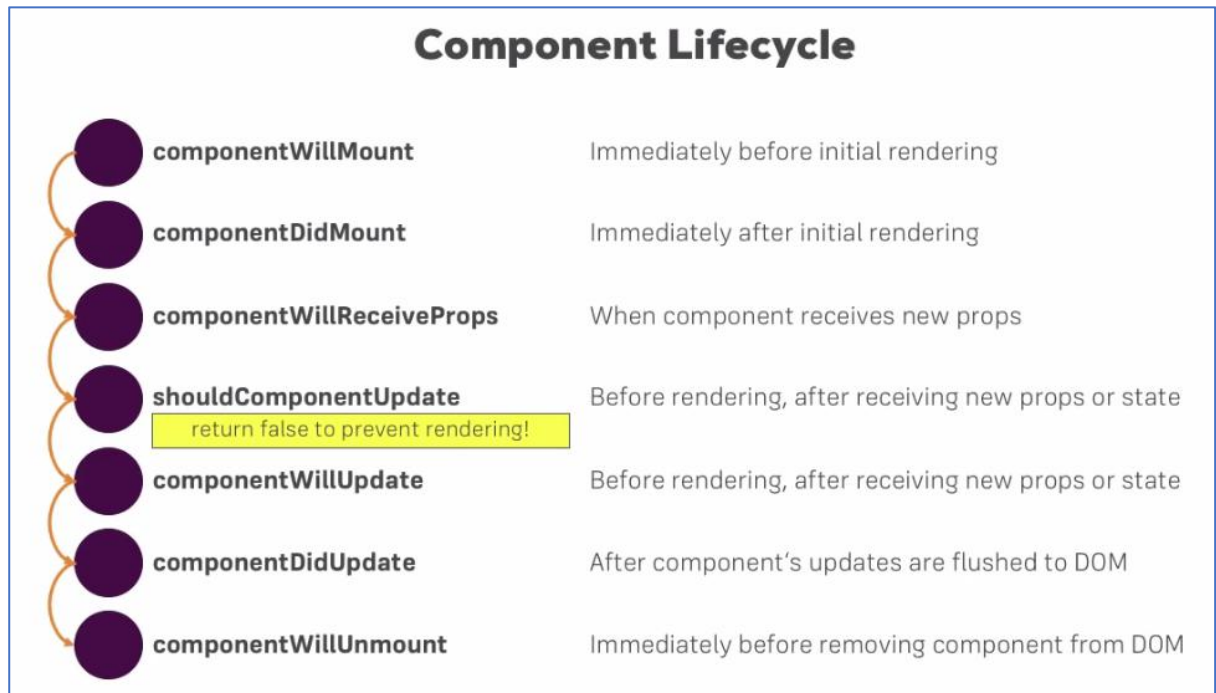 Component Lifecycle
componentWillMount Immediately before initial rendering
componentDidMount Immediately after initial rendering
componentWillReceiveProps When component receives new props
shouldComponentUpdate Before rendering, after receiving new props or state
return false to prevent rendering!
componentWillUpdate Before rendering, after receiving new props or state
componentDidUpdate After component’s updates are flushed to DOM
componentWillUnmount Immediately before removing component from DOM